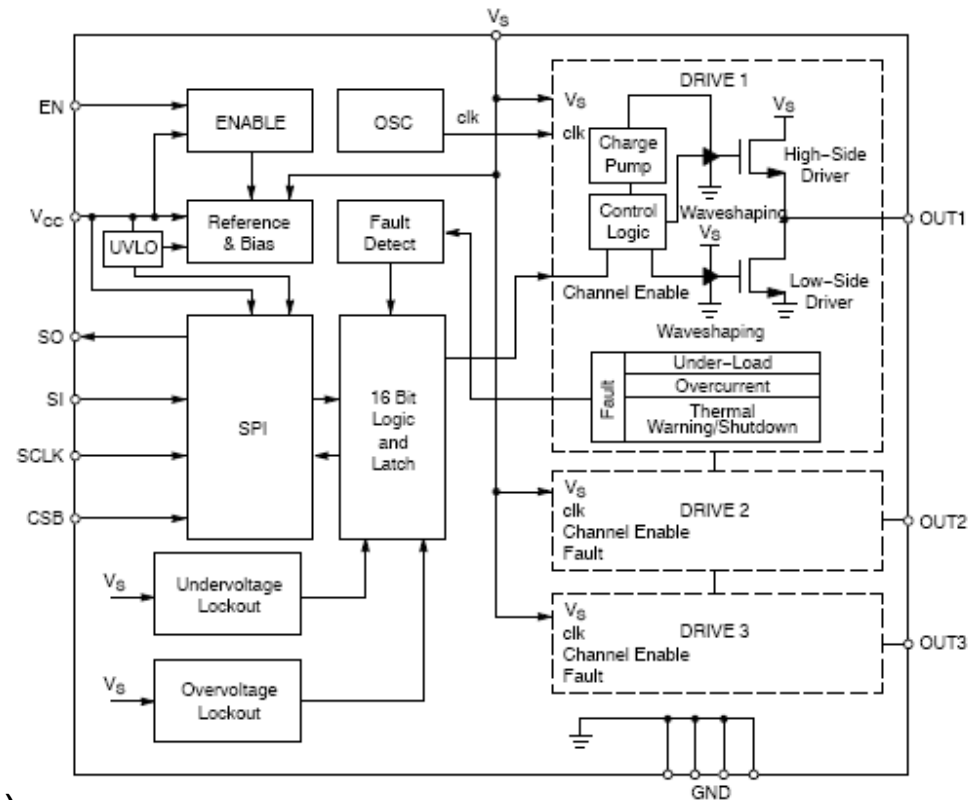 VS
DRIVE 1
EN
ENABLE
OSC
clk
VS
clk
VS
Charge
Pump
High-Side
Driver
VCC
UVLO
Reference
& Bias
Fault
Detect
Control
Logic
Waveshaping
VS
OUT1
Channel Enable
Low-Side
Driver
Waveshaping
SO
SI
SCLK
CSB
SPI
16 Bit
Logic
and
Latch
Fault
Under-Load
Overcurrent
Thermal
Warning/Shutdown
VS
clk
Channel Enable
Fault
DRIVE 2
OUT2
VS
Undervoltage
Lockout
VS
clk
Channel Enable
Fault
DRIVE 3
OUT3
VS
Overvoltage
Lockout
GND
)